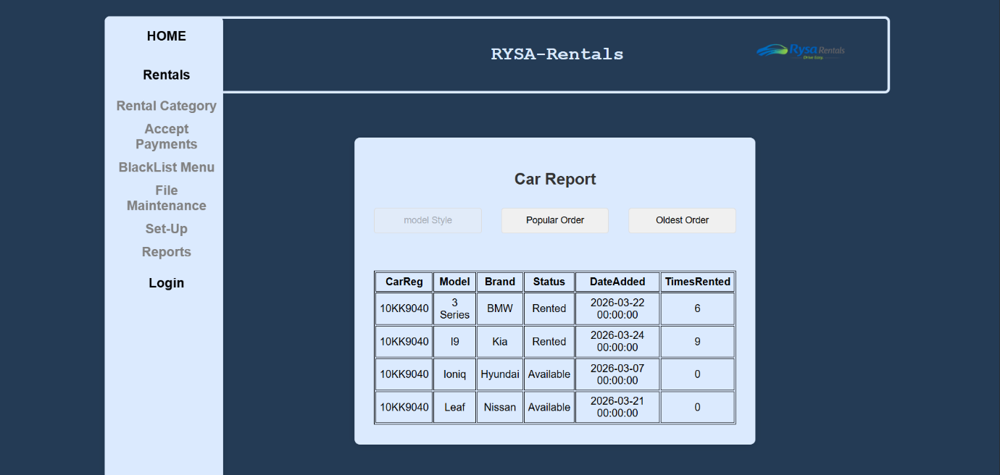 HOME
Rentals
Rental Category
Accept
Payments
BlackList Menu
File
Maintenance
Set-Up
Reports
Login
RYSA-Rentals
Rysa Rentals
Drive Easy
Car Report
model Style
Popular Order
Oldest Order
CarReg Model Brand Status DateAdded TimesRented
10KK9040 3 Series BMW Rented 2026-03-22 00:00:00 6
10KK9040 I9 Kia Rented 2026-03-24 00:00:00 9
10KK9040 Ioniq Hyundai Available 2026-03-07 00:00:00 0
10KK9040 Leaf Nissan Available 2026-03-21 00:00:00 0